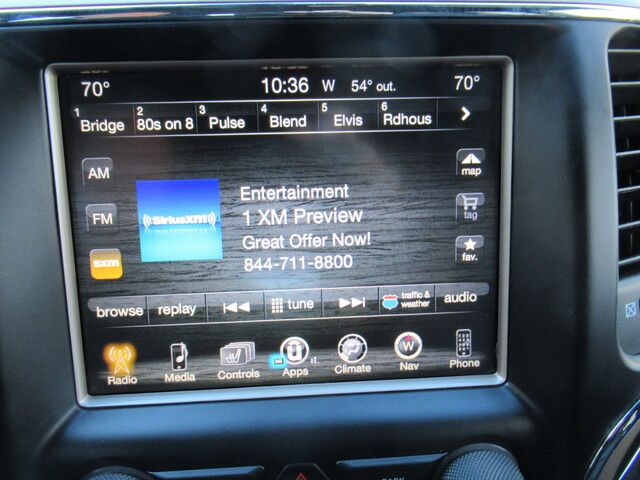 70° 10:36 W 54° out. 70°
1 Bridge 2 80s on 8 3 Pulse 4 Blend 5 Elvis 6 Rdhous
AM
FM
sxm
((SiriusXM))
Entertainment
1 XM Preview
Great Offer Now!
844-711-8800
map
tag
fav.
browse replay tune traffic & weather audio
Radio Media Controls Apps Climate Nav Phone